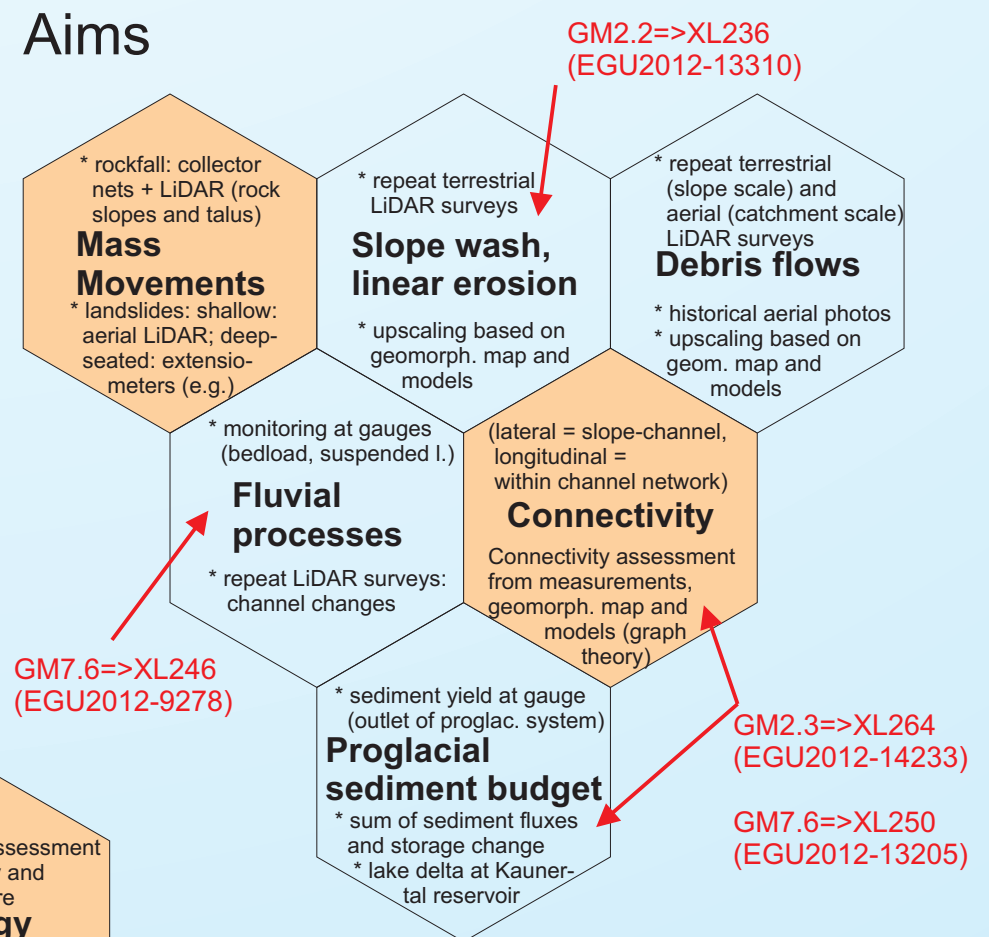 Aims
GM2.2=>XL236
(EGU2012-13310)
* rockfall: collector
nets + LiDAR (rock
slopes and talus)
Mass
Movements
* landslides: shallow:
aerial LiDAR; deep-
seated: extensio-
meters (e.g.)
* repeat terrestrial
LiDAR surveys
Slope wash,
linear erosion
* upscaling based on
geomorph. map and
models
* repeat terrestrial
(slope scale) and
aerial (catchment scale)
LiDAR surveys
Debris flows
* historical aerial photos
* upscaling based on
geom. map and
models
* monitoring at gauges
(bedload, suspended l.)
Fluvial
processes
* repeat LiDAR surveys:
channel changes
(lateral = slope-channel,
longitudinal =
within channel network)
Connectivity
Connectivity assessment
from measurements,
geomorph. map and
models (graph
theory)
GM7.6=>XL246
(EGU2012-9278)
* sediment yield at gauge
(outlet of proglac. system)
Proglacial
sediment budget
* sum of sediment fluxes
and storage change
* lake delta at Kauner-
tal reservoir
GM2.3=>XL264
(EGU2012-14233)
GM7.6=>XL250
(EGU2012-13205)
ssessment
and